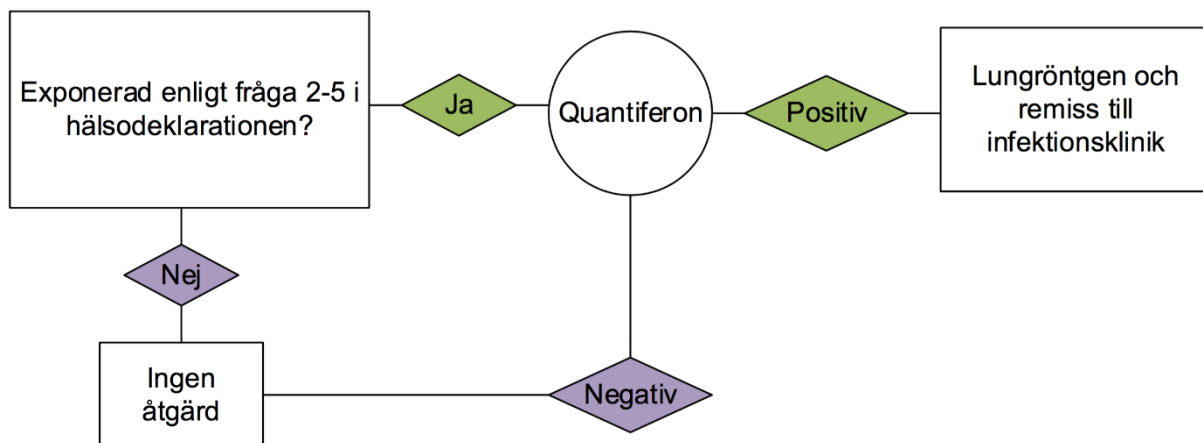 Exponerad enligt fråga 2-5 i
hälsodeklarationen?
Ja
Quantiferon
Positiv
Lungröntgen och
remiss till
infektionsklinik
Nej
Ingen
åtgärd
Negativ